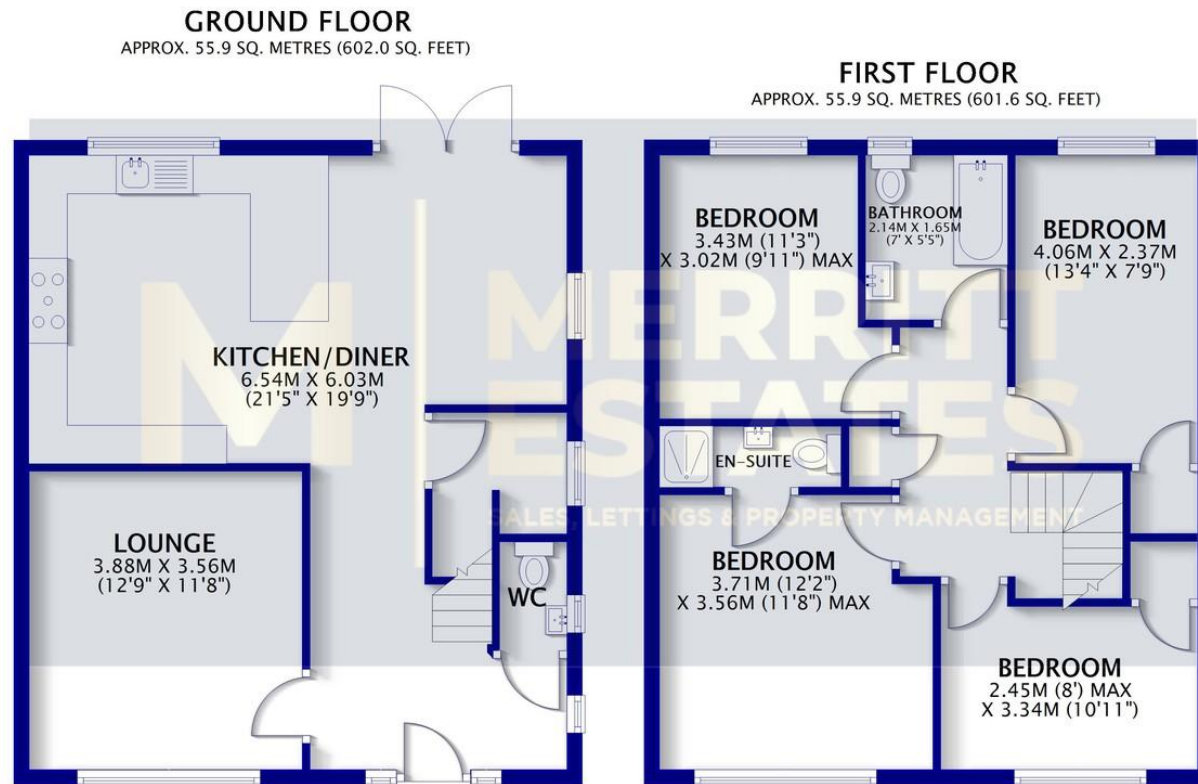 GROUND FLOOR
APPROX. 55.9 SQ. METRES (602.0 SQ. FEET)
KITCHEN/DINER
6.54M X 6.03M
(21'5" X 19'9")
LOUNGE
3.88M X 3.56M
(12'9" X 11'8")
WC
FIRST FLOOR
APPROX. 55.9 SQ. METRES (601.6 SQ. FEET)
BEDROOM
3.43M (11'3")
X 3.02M (9'11") MAX
BATHROOM
2.14M X 1.65M
(7' X 5'5")
BEDROOM
4.06M X 2.37M
(13'4" X 7'9")
EN-SUITE
BEDROOM
3.71M (12'2")
X 3.56M (11'8") MAX
BEDROOM
2.45M (8') MAX
X 3.34M (10'11")
M
MERRITT
ESTATES
SALES, LETTINGS & PROPERTY MANAGEMENT